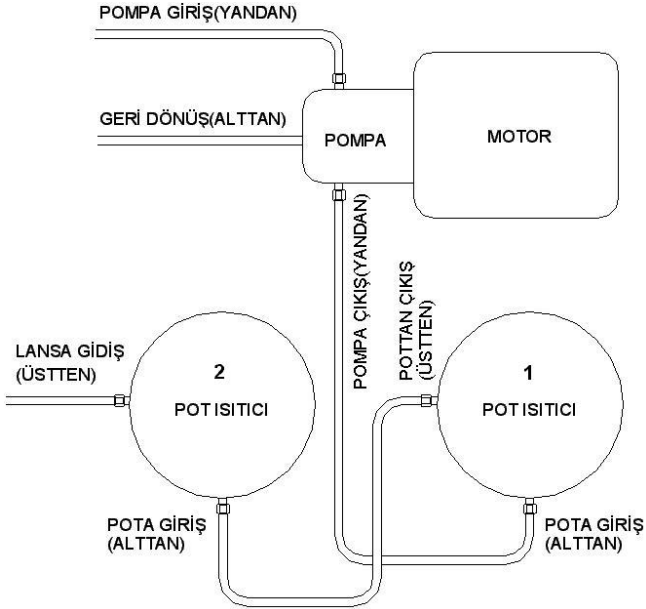 POMPA GİRİŞ(YANDAN)
GERİ DÖNÜŞ(ALTTAN)
POMPA
MOTOR
POMPA ÇIKIŞ(YANDAN)
POTTAN ÇIKIŞ
(ÜSTTEN)
LANSA GİDİŞ
(ÜSTTEN)
2
POT ISITICI
1
POT ISITICI
POTA GİRİŞ
(ALTTAN)
POTA GİRİŞ
(ALTTAN)